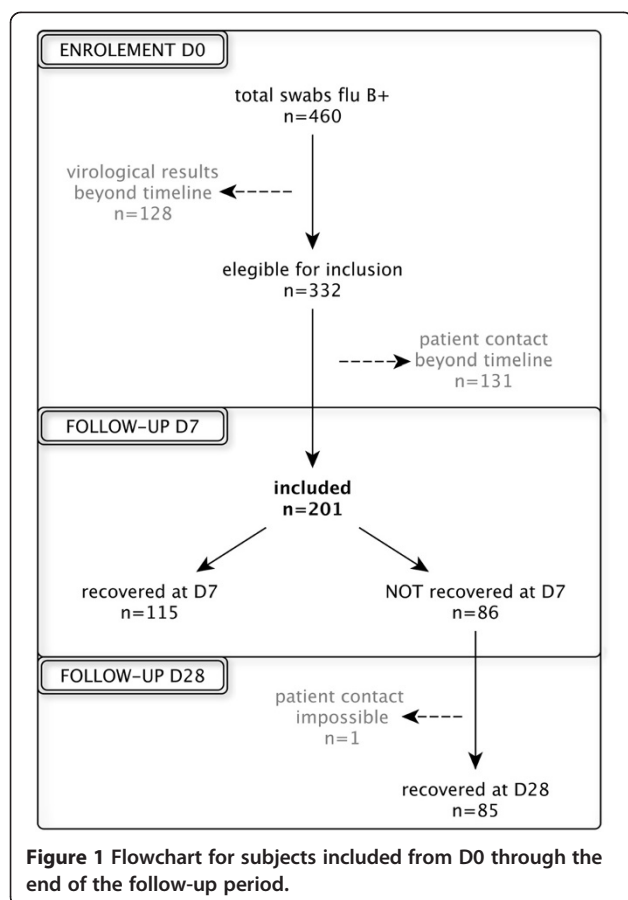 ENROLEMENT D0
total swabs flu B+
n=460
virological results
beyond timeline
n=128
elegible for inclusion
n=332
patient contact
beyond timeline
n=131
FOLLOW-UP D7
included
n=201
recovered at D7
n=115
NOT recovered at D7
n=86
FOLLOW-UP D28
patient contact
impossible
n=1
recovered at D28
n=85
Figure 1 Flowchart for subjects included from D0 through the
end of the follow-up period.